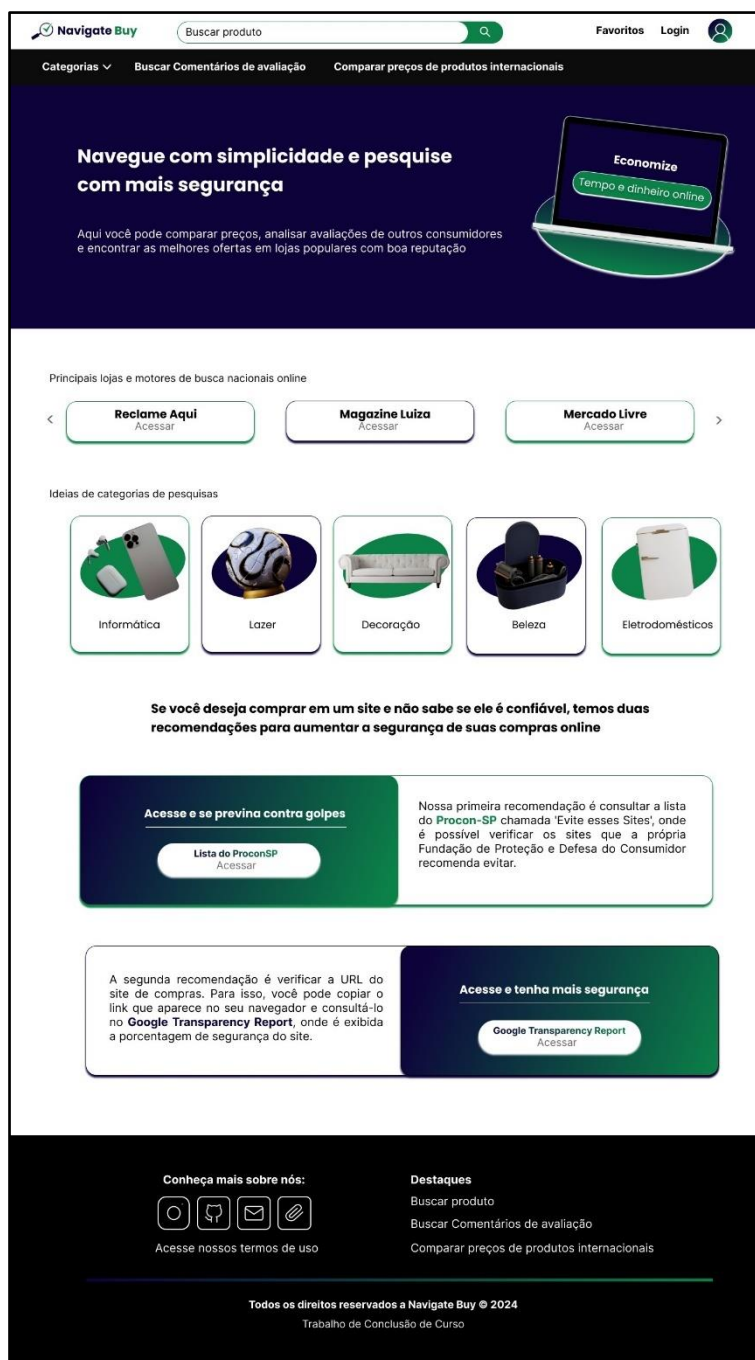 Navigate Buy
Buscar produto
Favoritos
Login
Categorias
Buscar Comentários de avaliação
Comparar preços de produtos internacionais
Navegue com simplicidade e pesquise
com mais segurança
Aqui você pode comparar preços, analisar avaliações de outros consumidores
e encontrar as melhores ofertas em lojas populares com boa reputação
Economize
Tempo e dinheiro online
Principais lojas e motores de busca nacionais online
Reclame Aqui
Acessar
Magazine Luiza
Acessar
Mercado Livre
Acessar
Ideias de categorias de pesquisas
Informática
Lazer
Decoração
Beleza
Eletrodomésticos
Se você deseja comprar em um site e não sabe se ele é confiável, temos duas
recomendações para aumentar a segurança de suas compras online
Acesse e se previna contra golpes
Lista do ProconSP
Acessar
Nossa primeira recomendação é consultar a lista
do Procon-SP chamada 'Evite esses Sites', onde
é possível verificar os sites que a própria
Fundação de Proteção e Defesa do Consumidor
recomenda evitar.
A segunda recomendação é verificar a URL do
site de compras. Para isso, você pode copiar o
link que aparece no seu navegador e consultá-lo
no Google Transparency Report, onde é exibida
a porcentagem de segurança do site.
Acesse e tenha mais segurança
Google Transparency Report
Acessar
Conheça mais sobre nós:
Acesse nossos termos de uso
Destaques
Buscar produto
Buscar Comentários de avaliação
Comparar preços de produtos internacionais
Todos os direitos reservados a Navigate Buy © 2024
Trabalho de Conclusão de Curso